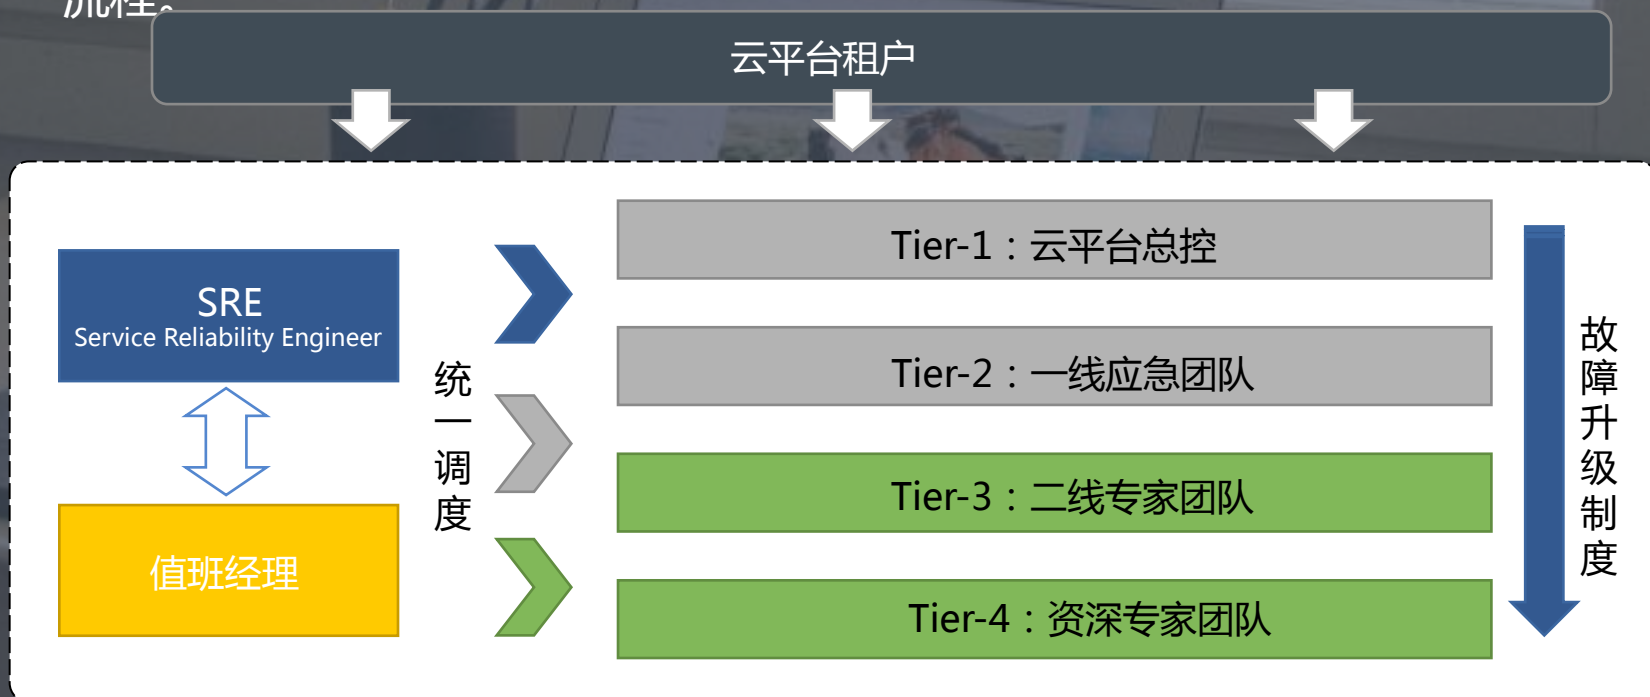 流程。
云平台租户
SRE
Service Reliability Engineer
值班经理
统一调度
Tier-1：云平台总控
Tier-2：一线应急团队
Tier-3：二线专家团队
Tier-4：资深专家团队
故障升级制度